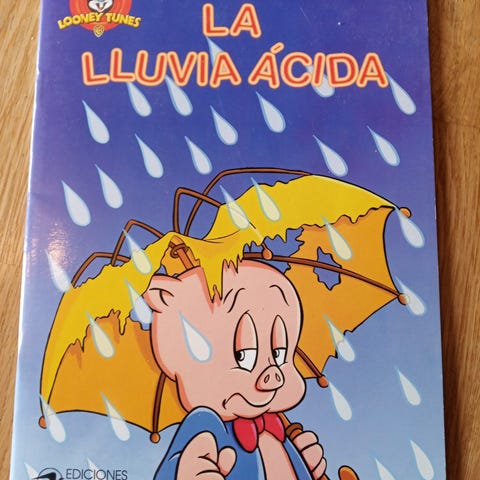 LOONEY TUNES
LA
LLUVIA ÁCIDA
EDICIONES